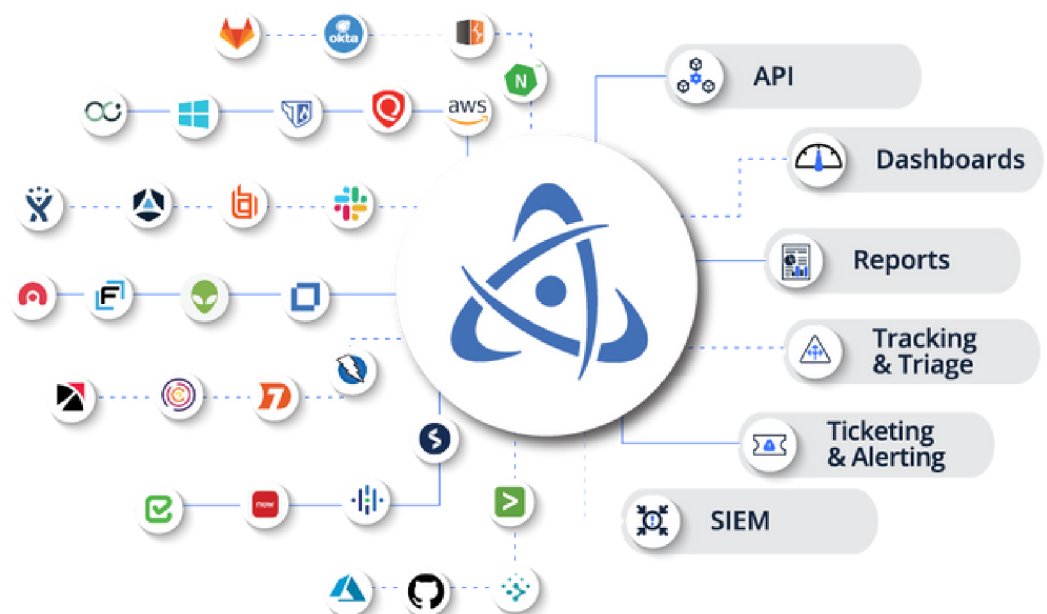 okta
N
API
aws
Dashboards
Reports
Tracking
& Triage
Ticketing
& Alerting
now
SIEM